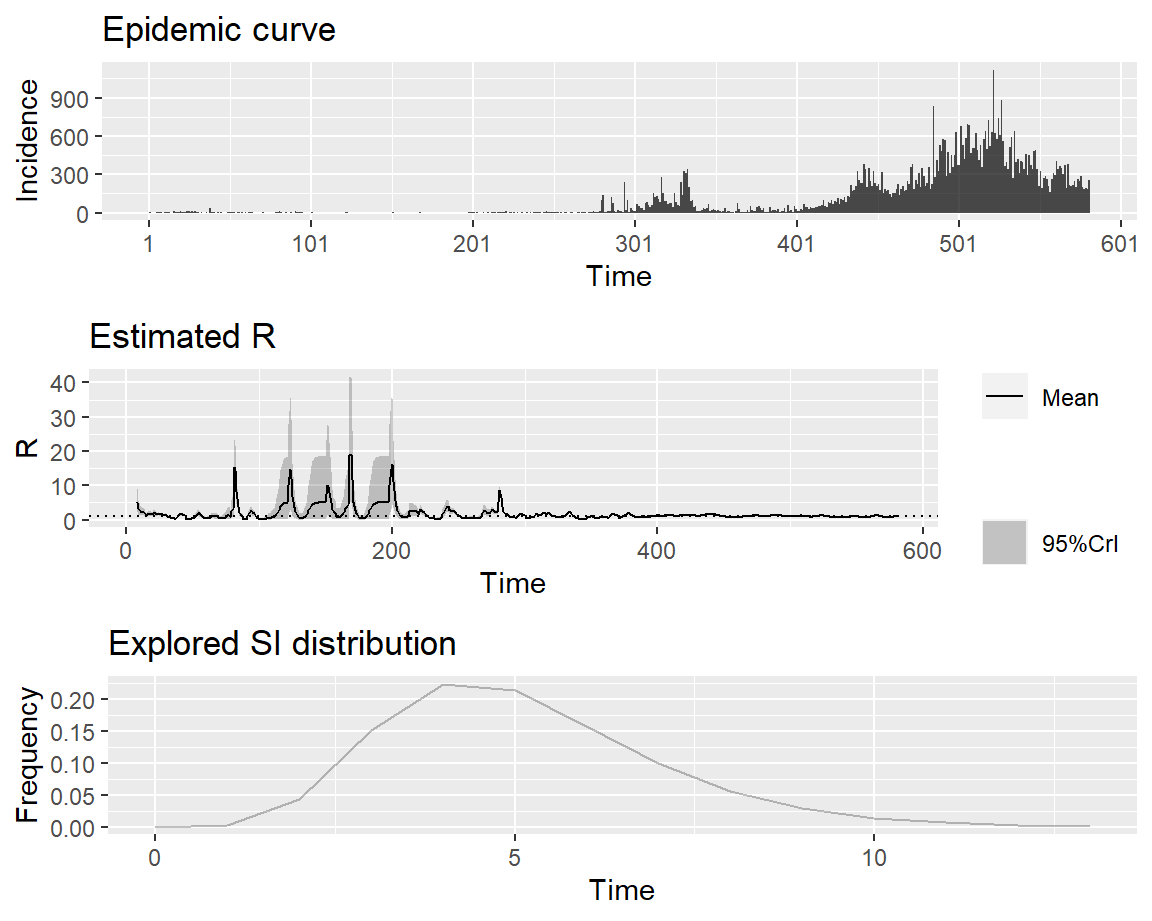 Epidemic curve
Incidence
900
600
300
0
1 101 201 301 401 501 601
Time
Estimated R
R
40
30
20
10
0
0 200 400 600
Time
Mean
95%CrI
Explored SI distribution
Frequency
0.20
0.15
0.10
0.05
0.00
0 5 10
Time